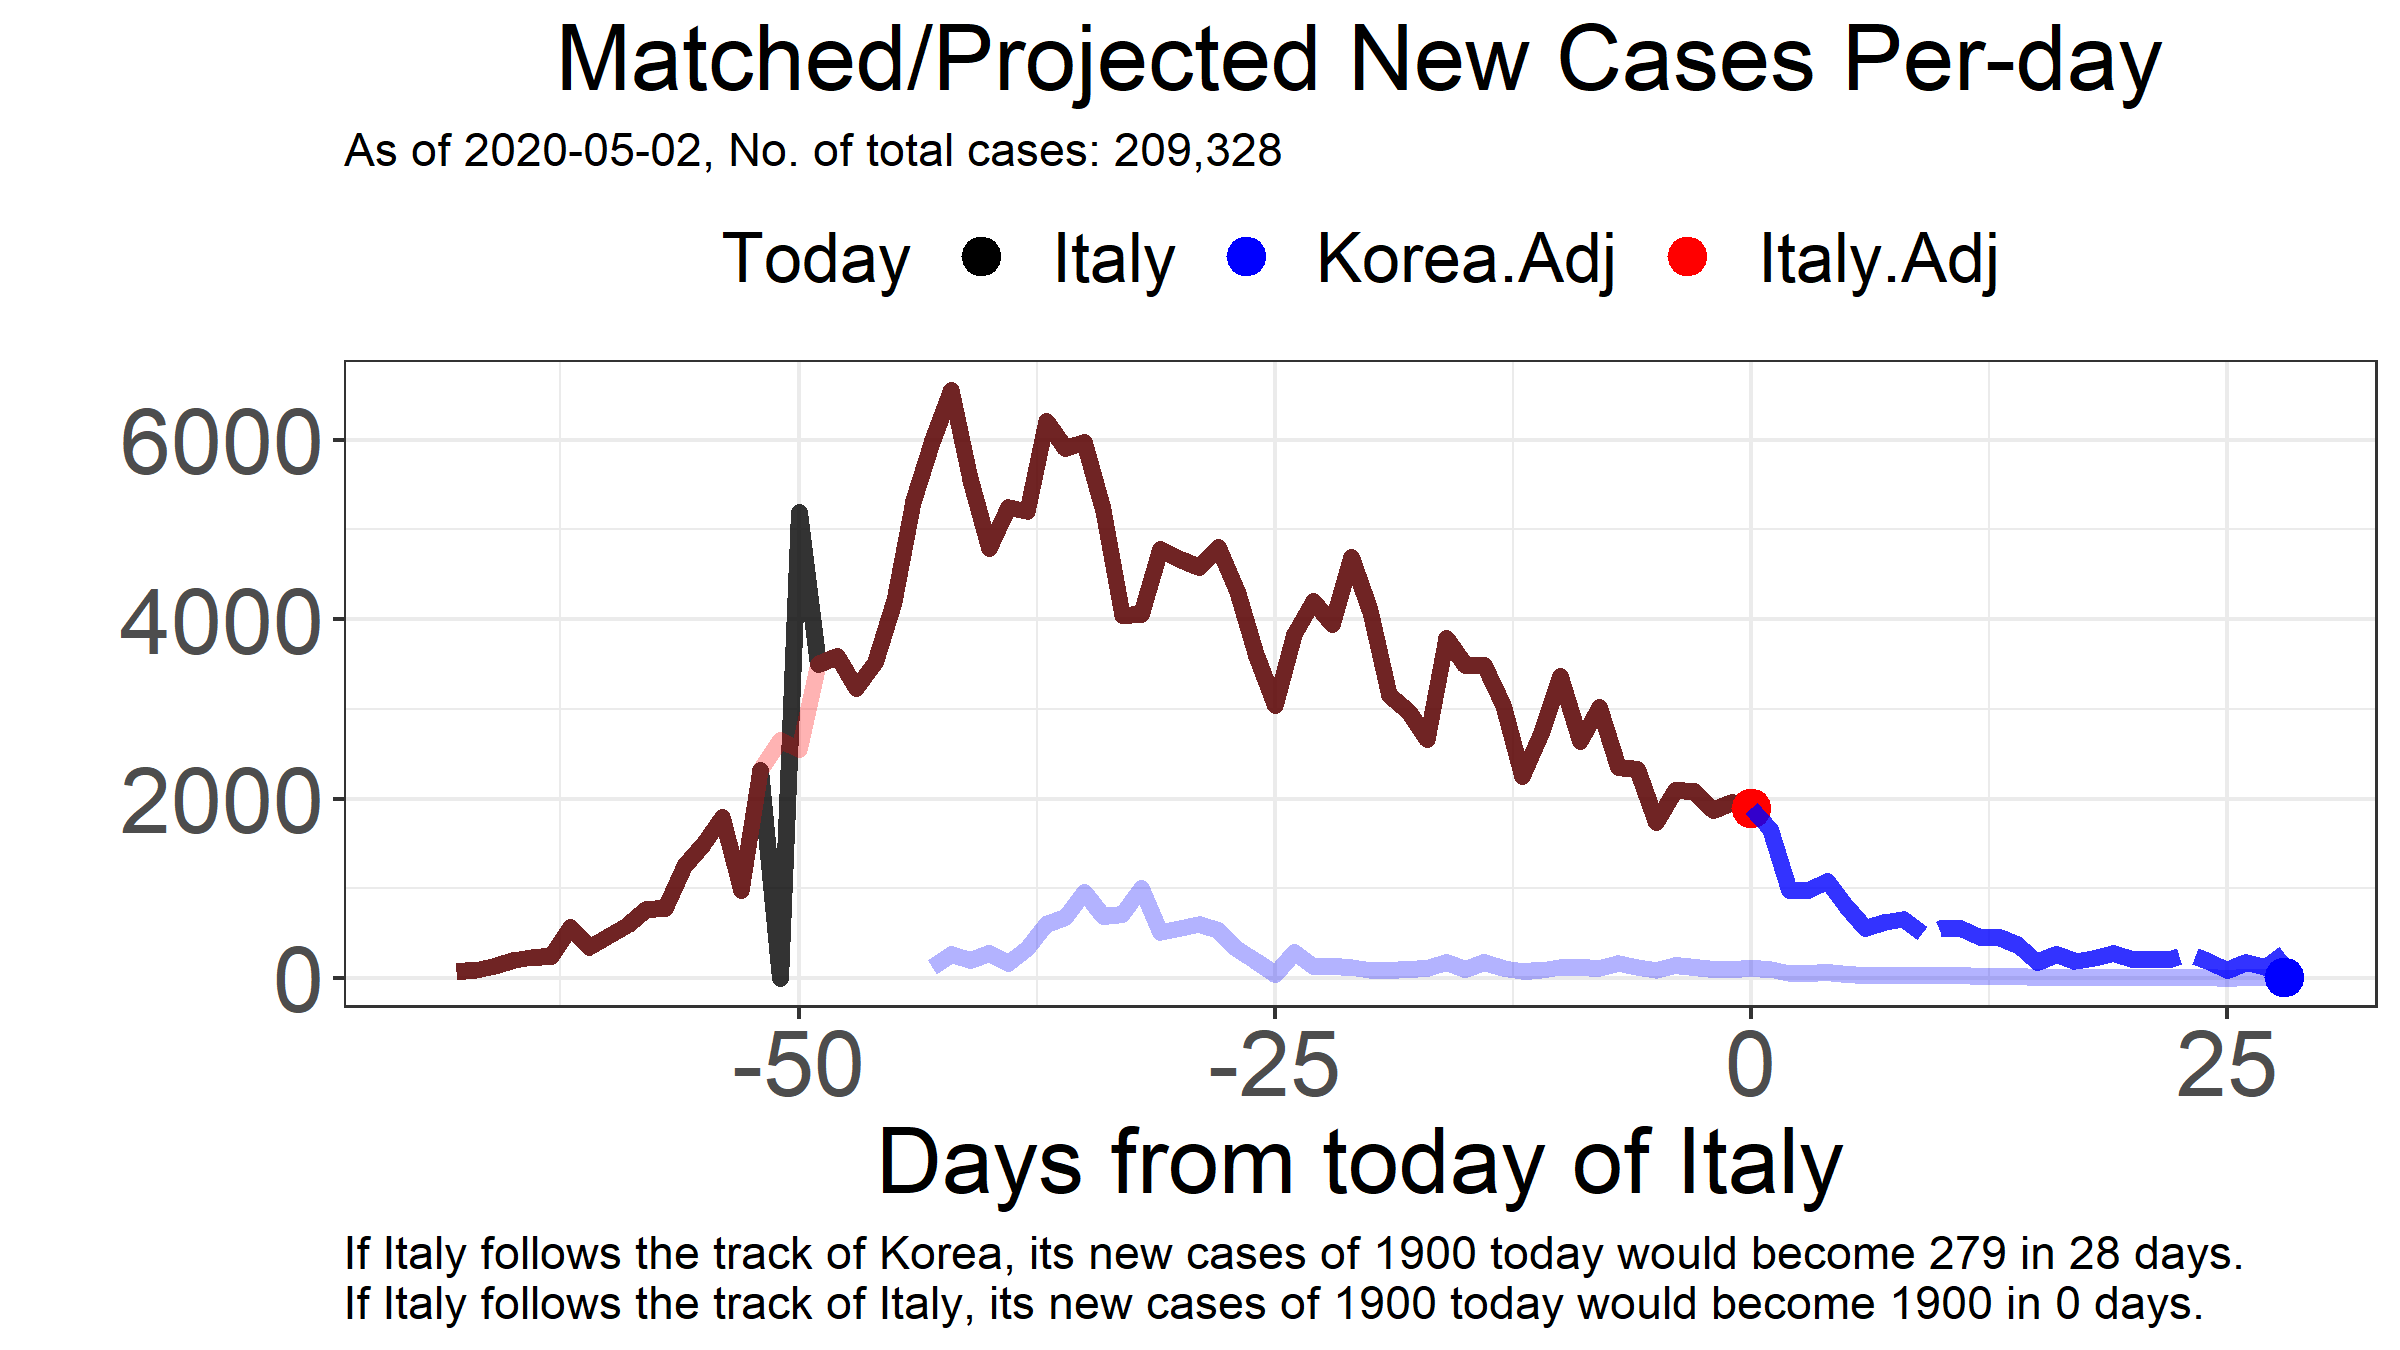 Matched/Projected New Cases Per-day
As of 2020-05-02, No. of total cases: 209,328
Today Italy Korea.Adj Italy.Adj
6000
4000
2000
0
-50 -25 0 25
Days from today of Italy
If Italy follows the track of Korea, its new cases of 1900 today would become 279 in 28 days.
If Italy follows the track of Italy, its new cases of 1900 today would become 1900 in 0 days.